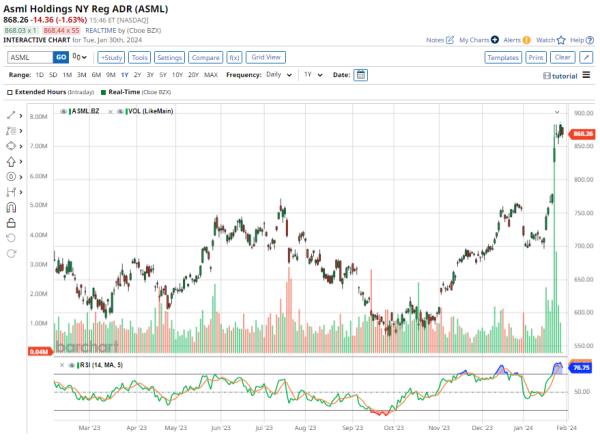 Asml Holdings NY Reg ADR (ASML)
868.26 -14.36 (-1.63%) 15:46 ET [NASDAQ]
868.03 x 1 868.44 x 55 REALTIME by (Cboe BZX)
INTERACTIVE CHART for Tue, Jan 30th, 2024
Notes My Charts Alerts Watch Help
ASML GO +Study Tools Settings Compare f(x) Grid View Templates Print Clear
Range: 1D 5D 1M 3M 6M 9M 1Y 2Y 3Y 5Y 10Y 20Y MAX Frequency: Daily 1Y Date: tutorial
Extended Hours (Intraday) Real-Time (Cboe BZX)
ASML.BZ VOL (LikeMain)
8.00M 900.00
868.26
7.00M 850.00
6.00M 800.00
5.00M 750.00
4.00M 700.00
3.00M
650.00
2.00M
600.00
1.00M
550.00
0.04M
barchart
RSI (14, MA, 5)
76.75
50.00
Mar '23 Apr '23 May '23 Jun '23 Jul '23 Aug '23 Sep '23 Oct '23 Nov '23 Dec '23 Jan '24 Feb '24